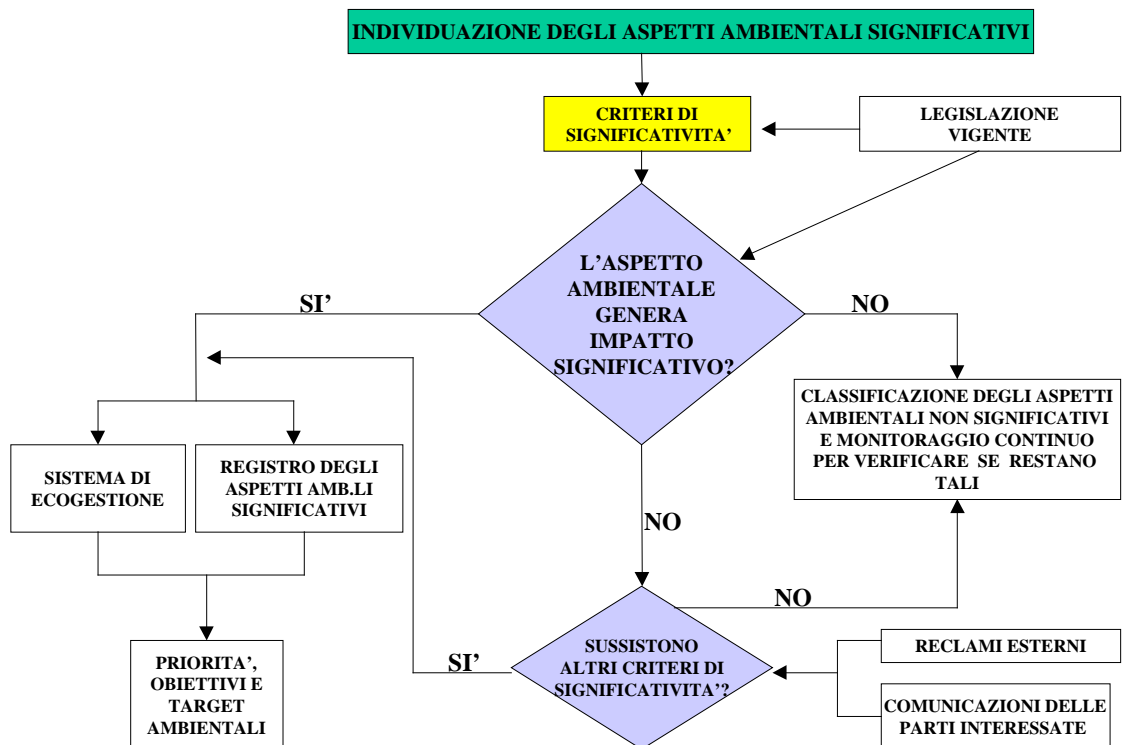 INDIVIDUAZIONE DEGLI ASPETTI AMBIENTALI SIGNIFICATIVI
CRITERI DI
SIGNIFICATIVITA'
LEGISLAZIONE
VIGENTE
L'ASPETTO
AMBIENTALE
GENERA
IMPATTO
SIGNIFICATIVO?
SI'
NO
CLASSIFICAZIONE DEGLI ASPETTI
AMBIENTALI NON SIGNIFICATIVI
E MONITORAGGIO CONTINUO
PER VERIFICARE SE RESTANO
TALI
SISTEMA DI
ECOGESTIONE
REGISTRO DEGLI
ASPETTI AMB.LI
SIGNIFICATIVI
NO
NO
SUSSISTONO
ALTRI CRITERI DI
SIGNIFICATIVITA'?
SI'
RECLAMI ESTERNI
COMUNICAZIONI DELLE
PARTI INTERESSATE
PRIORITA',
OBIETTIVI E
TARGET
AMBIENTALI